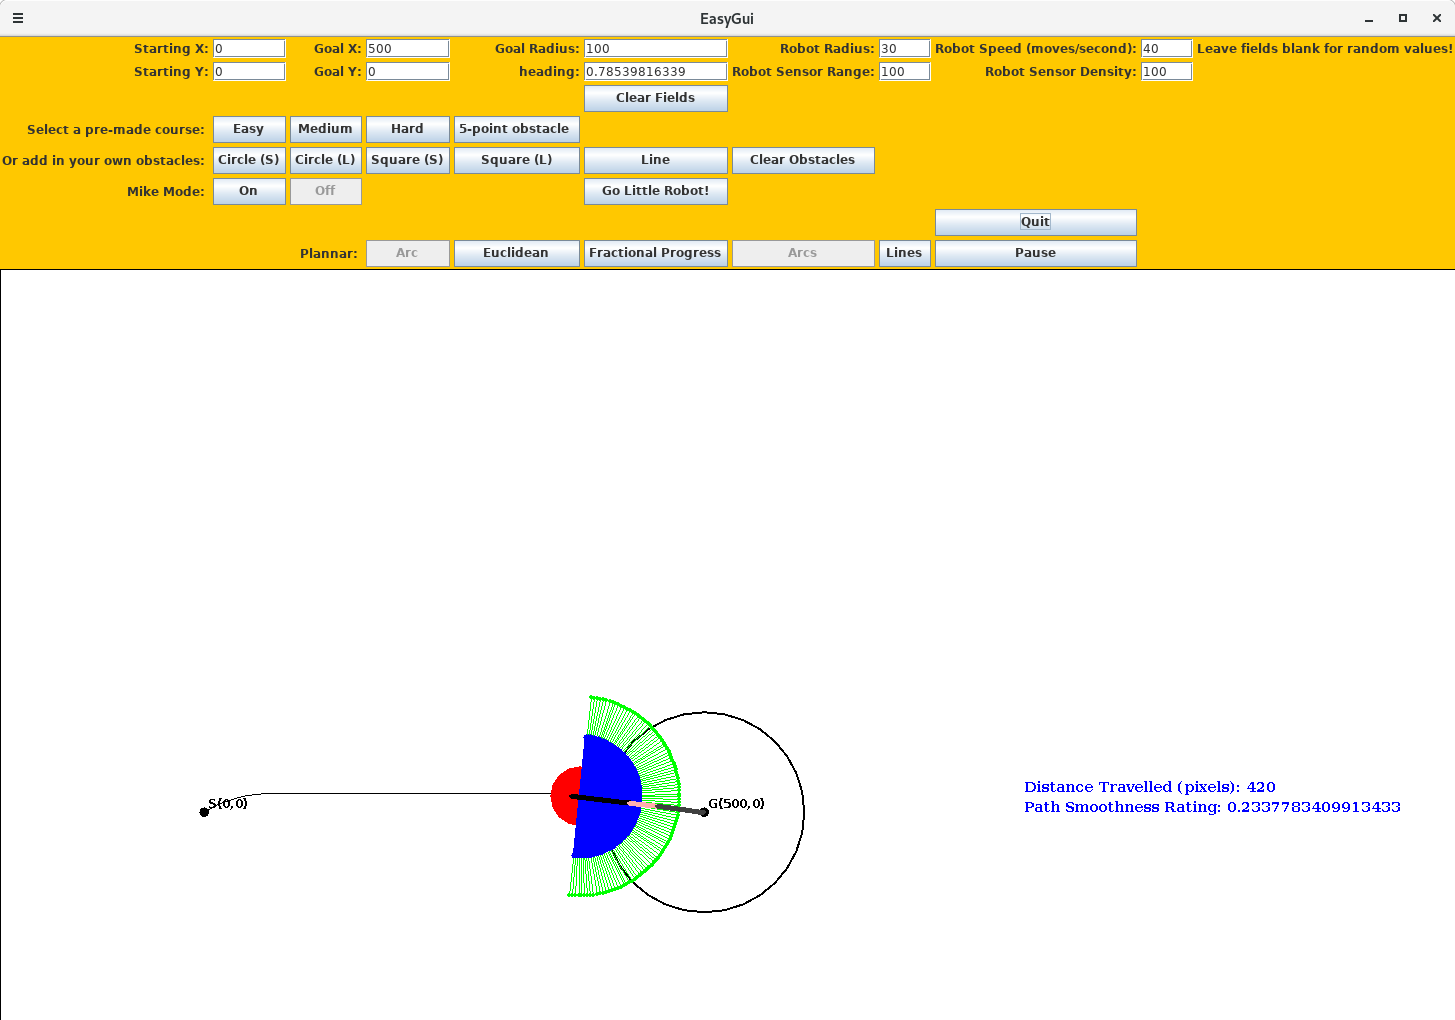 EasyGui
Starting X: 0 Goal X: 500 Goal Radius: 100 Robot Radius: 30 Robot Speed (moves/second): 40 Leave fields blank for random values!
Starting Y: 0 Goal Y: 0 heading: 0.78539816339 Robot Sensor Range: 100 Robot Sensor Density: 100
Clear Fields
Select a pre-made course: Easy Medium Hard 5-point obstacle
Or add in your own obstacles: Circle (S) Circle (L) Square (S) Square (L) Line Clear Obstacles
Mike Mode: On Off Go Little Robot!
Quit
Plannar: Arc Euclidean Fractional Progress Arcs Lines Pause
Distance Travelled (pixels): 420
S(0,0) G(500,0)
Path Smoothness Rating: 0.2337783409913433